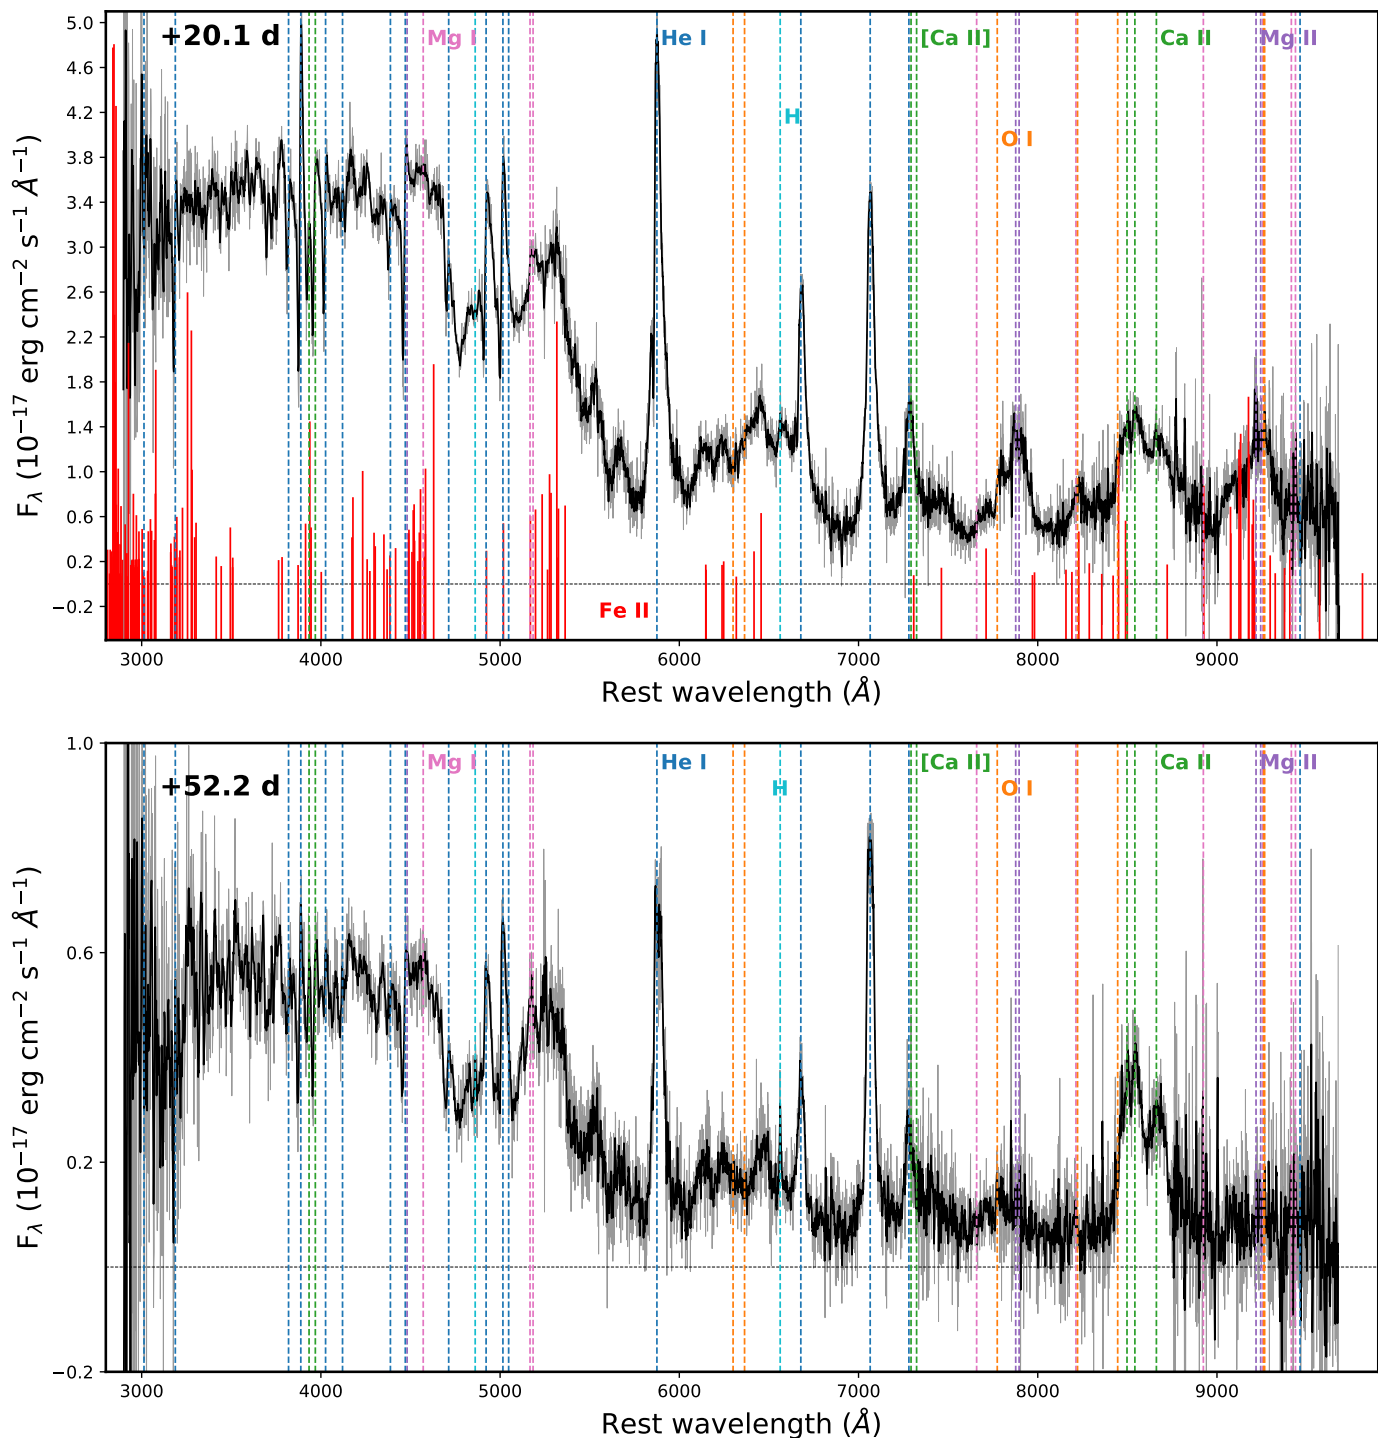 +20.1 d
Mg I
He I
[Ca II]
Ca II
Mg II
H
O I
Fe II
5.0
4.6
4.2
3.8
3.4
3.0
2.6
2.2
1.8
1.4
1.0
0.6
0.2
−0.2
F_λ (10⁻¹⁷ erg cm⁻² s⁻¹ Å⁻¹)
3000 4000 5000 6000 7000 8000 9000
Rest wavelength (Å)
+52.2 d
Mg I
He I
[Ca II]
Ca II
Mg II
H
O I
1.0
0.6
0.2
−0.2
F_λ (10⁻¹⁷ erg cm⁻² s⁻¹ Å⁻¹)
3000 4000 5000 6000 7000 8000 9000
Rest wavelength (Å)